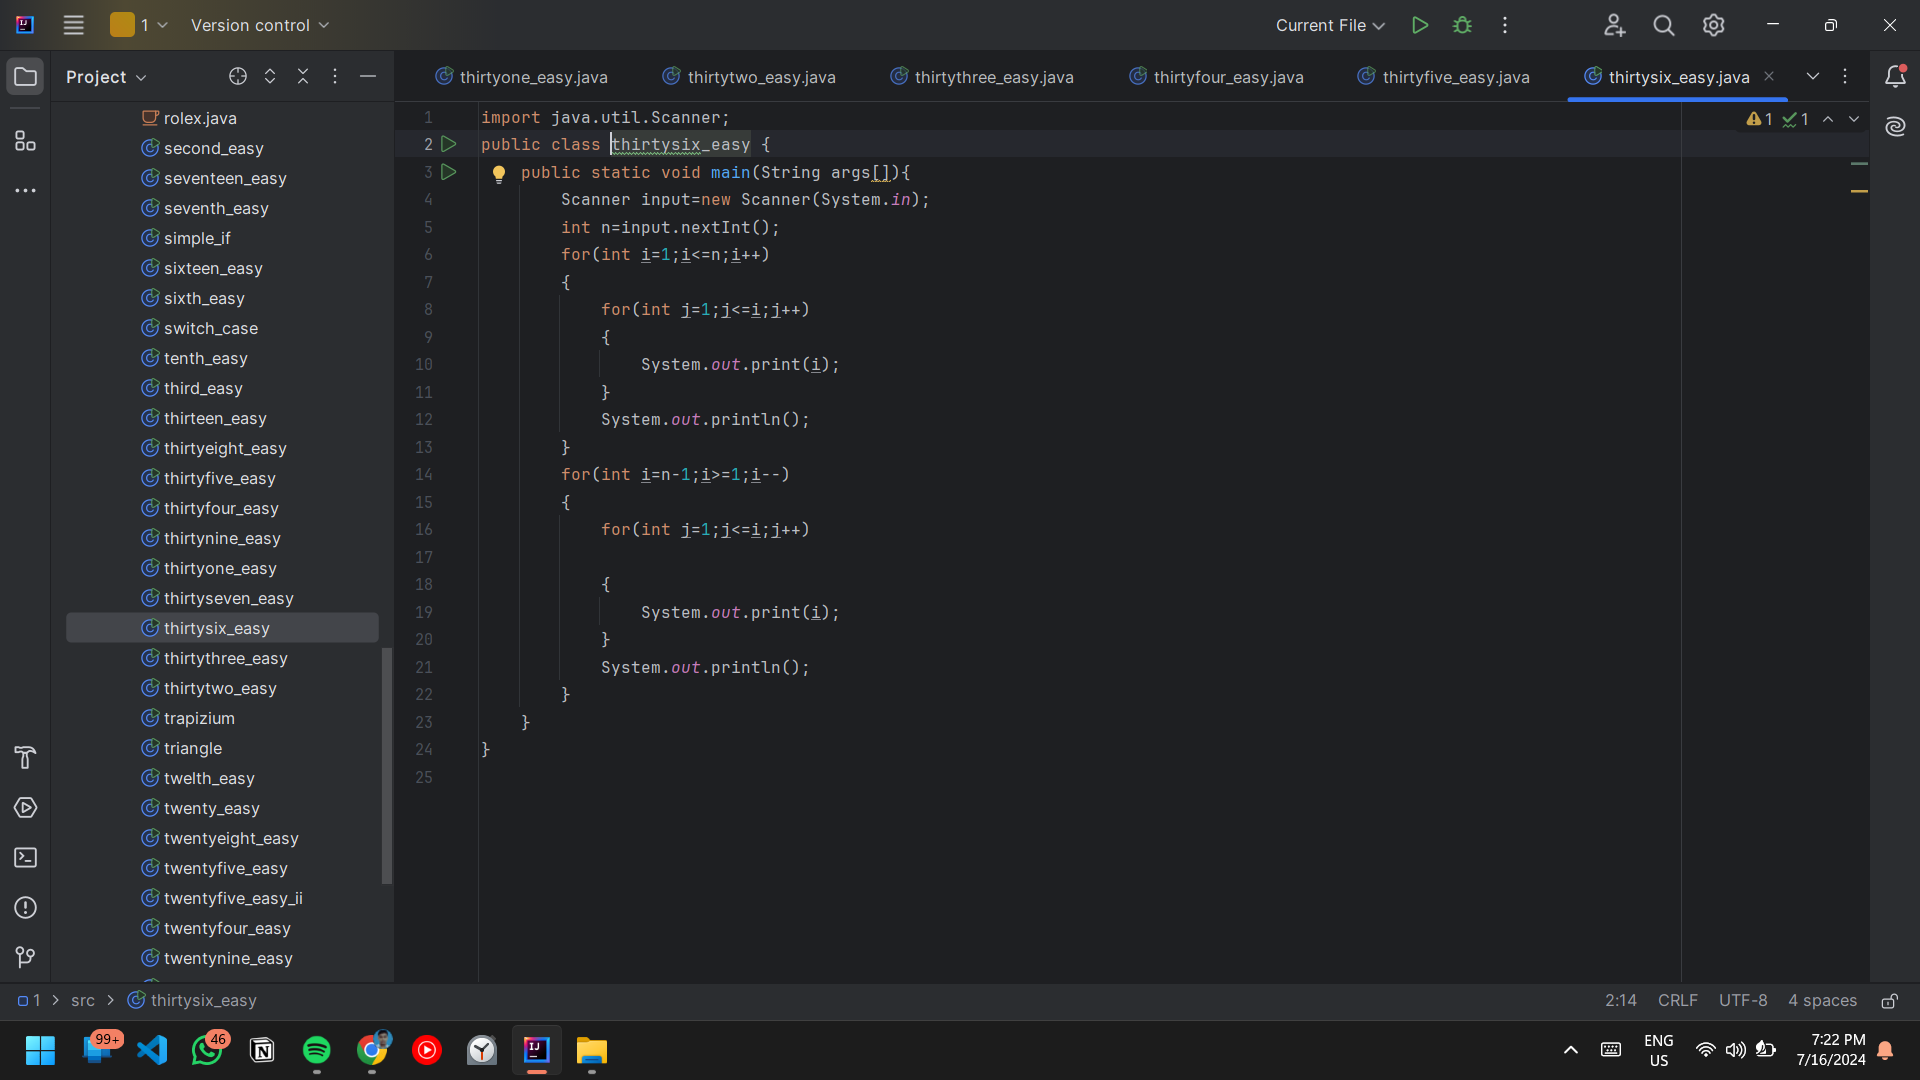 1 Version control Current File
Project
thirtyone_easy.java thirtytwo_easy.java thirtythree_easy.java thirtyfour_easy.java thirtyfive_easy.java thirtysix_easy.java
rolex.java
second_easy
seventeen_easy
seventh_easy
simple_if
sixteen_easy
sixth_easy
switch_case
tenth_easy
third_easy
thirteen_easy
thirtyeight_easy
thirtyfive_easy
thirtyfour_easy
thirtynine_easy
thirtyone_easy
thirtyseven_easy
thirtysix_easy
thirtythree_easy
thirtytwo_easy
trapizium
triangle
twelth_easy
twenty_easy
twentyeight_easy
twentyfive_easy
twentyfive_easy_ii
twentyfour_easy
twentynine_easy
1 import java.util.Scanner;
2 public class thirtysix_easy {
3 public static void main(String args[]){
4 Scanner input=new Scanner(System.in);
5 int n=input.nextInt();
6 for(int i=1;i<=n;i++)
7 {
8 for(int j=1;j<=i;j++)
9 {
10 System.out.print(i);
11 }
12 System.out.println();
13 }
14 for(int i=n-1;i>=1;i--)
15 {
16 for(int j=1;j<=i;j++)
17
18 {
19 System.out.print(i);
20 }
21 System.out.println();
22 }
23 }
24 }
25
1 1
1 > src > thirtysix_easy 2:14 CRLF UTF-8 4 spaces
99+ 46 ENG US 7:22 PM 7/16/2024